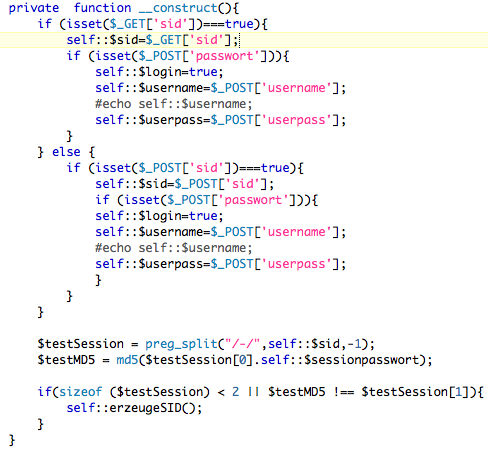 private  function __construct(){
    if (isset($_GET['sid'])===true){
        self::$sid=$_GET['sid'];
        if (isset($_POST['passwort'])){
            self::$login=true;
            self::$username=$_POST['username'];
            #echo self::$username;
            self::$userpass=$_POST['userpass'];
        }
    } else {
        if (isset($_POST['sid'])===true){
            self::$sid=$_POST['sid'];
            if (isset($_POST['passwort'])){
            self::$login=true;
            self::$username=$_POST['username'];
            #echo self::$username;
            self::$userpass=$_POST['userpass'];
            }
        }
    }

    $testSession = preg_split("/-/",self::$sid,-1);
    $testMD5 = md5($testSession[0].self::$sessionpasswort);

    if(sizeof ($testSession) < 2 || $testMD5 !== $testSession[1]){
        self::erzeugeSID();
    }
}